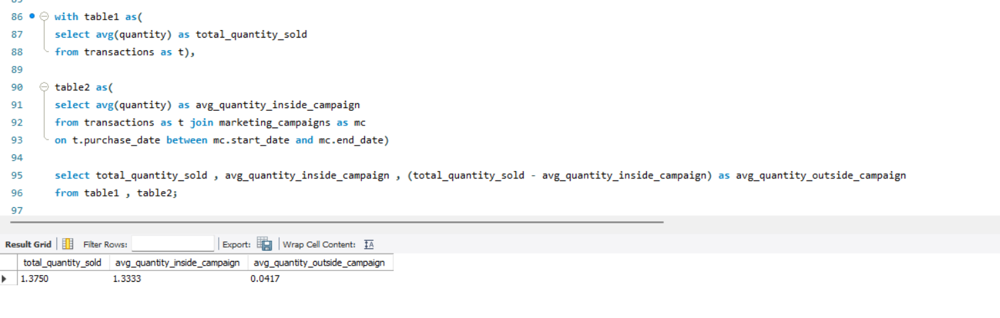 86 with table1 as(
87 select avg(quantity) as total_quantity_sold
88 from transactions as t),
89
90 table2 as(
91 select avg(quantity) as avg_quantity_inside_campaign
92 from transactions as t join marketing_campaigns as mc
93 on t.purchase_date between mc.start_date and mc.end_date)
94
95 select total_quantity_sold , avg_quantity_inside_campaign , (total_quantity_sold - avg_quantity_inside_campaign) as avg_quantity_outside_campaign
96 from table1 , table2;
97
Result Grid Filter Rows: Export: Wrap Cell Content: IA
total_quantity_sold avg_quantity_inside_campaign avg_quantity_outside_campaign
1.3750 1.3333 0.0417